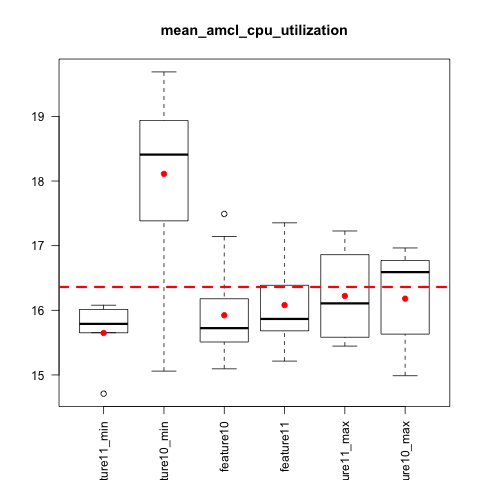 mean_amcl_cpu_utilization
19
18
17
16
15
ture11_min
ture10_min
feature10
feature11
ure11_max
ure10_max